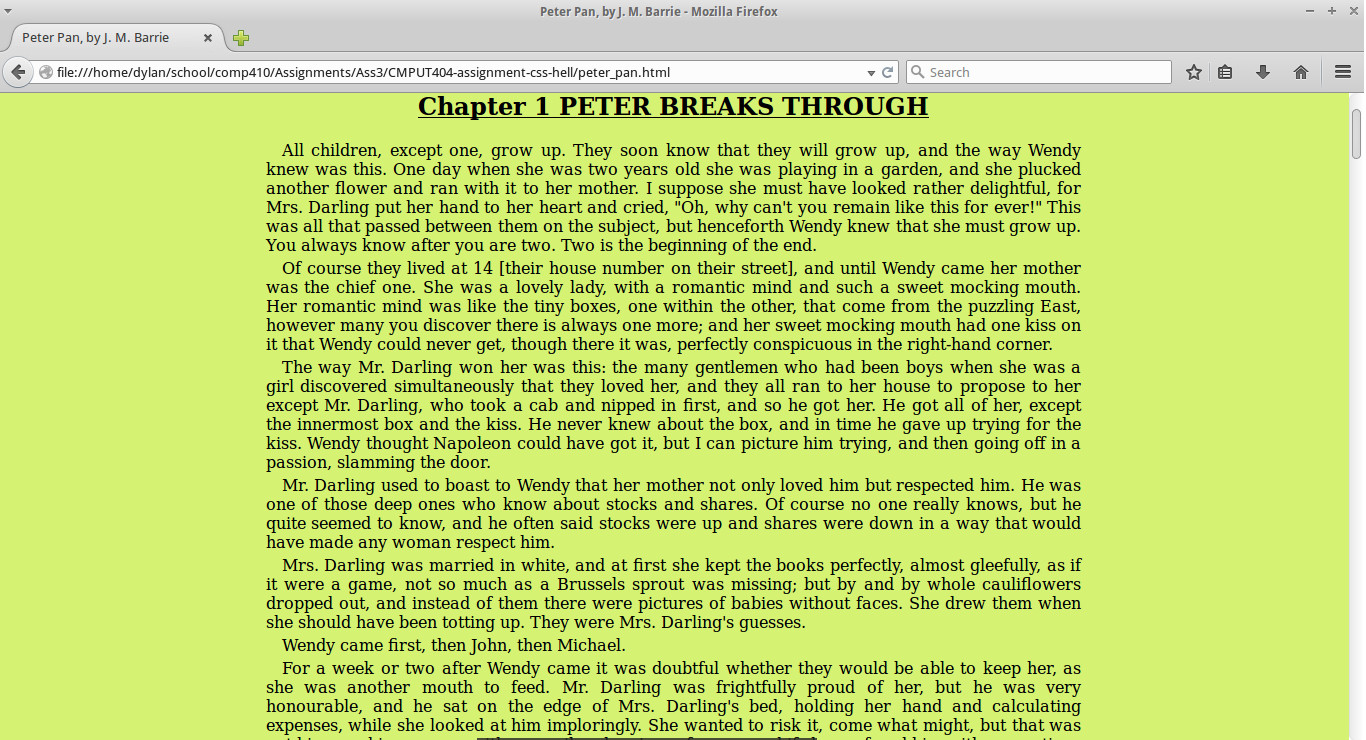 Peter Pan, by J. M. Barrie - Mozilla Firefox
Peter Pan, by J. M. Barrie
file:///home/dylan/school/comp410/Assignments/Ass3/CMPUT404-assignment-css-hell/peter_pan.html
Search
Chapter 1 PETER BREAKS THROUGH
All children, except one, grow up. They soon know that they will grow up, and the way Wendy
knew was this. One day when she was two years old she was playing in a garden, and she plucked
another flower and ran with it to her mother. I suppose she must have looked rather delightful, for
Mrs. Darling put her hand to her heart and cried, "Oh, why can't you remain like this for ever!" This
was all that passed between them on the subject, but henceforth Wendy knew that she must grow up.
You always know after you are two. Two is the beginning of the end.
Of course they lived at 14 [their house number on their street], and until Wendy came her mother
was the chief one. She was a lovely lady, with a romantic mind and such a sweet mocking mouth.
Her romantic mind was like the tiny boxes, one within the other, that come from the puzzling East,
however many you discover there is always one more; and her sweet mocking mouth had one kiss on
it that Wendy could never get, though there it was, perfectly conspicuous in the right-hand corner.
The way Mr. Darling won her was this: the many gentlemen who had been boys when she was a
girl discovered simultaneously that they loved her, and they all ran to her house to propose to her
except Mr. Darling, who took a cab and nipped in first, and so he got her. He got all of her, except
the innermost box and the kiss. He never knew about the box, and in time he gave up trying for the
kiss. Wendy thought Napoleon could have got it, but I can picture him trying, and then going off in a
passion, slamming the door.
Mr. Darling used to boast to Wendy that her mother not only loved him but respected him. He was
one of those deep ones who know about stocks and shares. Of course no one really knows, but he
quite seemed to know, and he often said stocks were up and shares were down in a way that would
have made any woman respect him.
Mrs. Darling was married in white, and at first she kept the books perfectly, almost gleefully, as if
it were a game, not so much as a Brussels sprout was missing; but by and by whole cauliflowers
dropped out, and instead of them there were pictures of babies without faces. She drew them when
she should have been totting up. They were Mrs. Darling's guesses.
Wendy came first, then John, then Michael.
For a week or two after Wendy came it was doubtful whether they would be able to keep her, as
she was another mouth to feed. Mr. Darling was frightfully proud of her, but he was very
honourable, and he sat on the edge of Mrs. Darling's bed, holding her hand and calculating
expenses, while she looked at him imploringly. She wanted to risk it, come what might, but that was